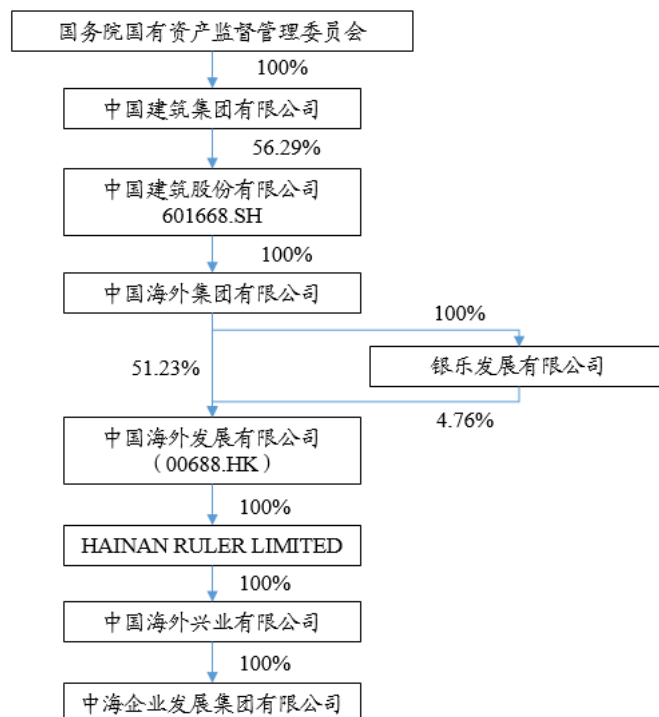 国务院国有资产监督管理委员会
100%
中国建筑集团有限公司
56.29%
中国建筑股份有限公司
601668.SH
100%
中国海外集团有限公司
100%
51.23%
银乐发展有限公司
4.76%
中国海外发展有限公司
（00688.HK）
100%
HAINAN RULER LIMITED
100%
中国海外兴业有限公司
100%
中海企业发展集团有限公司